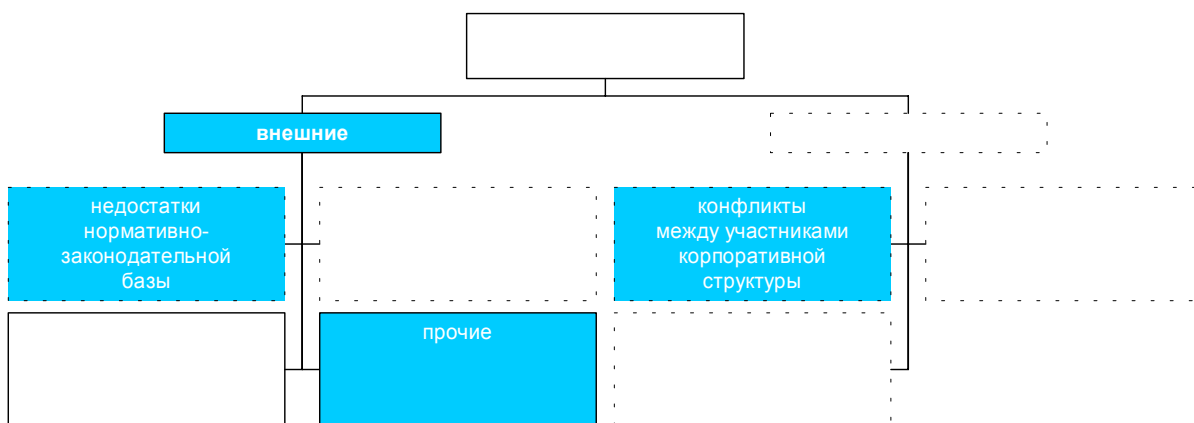 внешние
недостатки
нормативно-
законодательной
базы
конфликты
между участниками
корпоративной
структуры
прочие